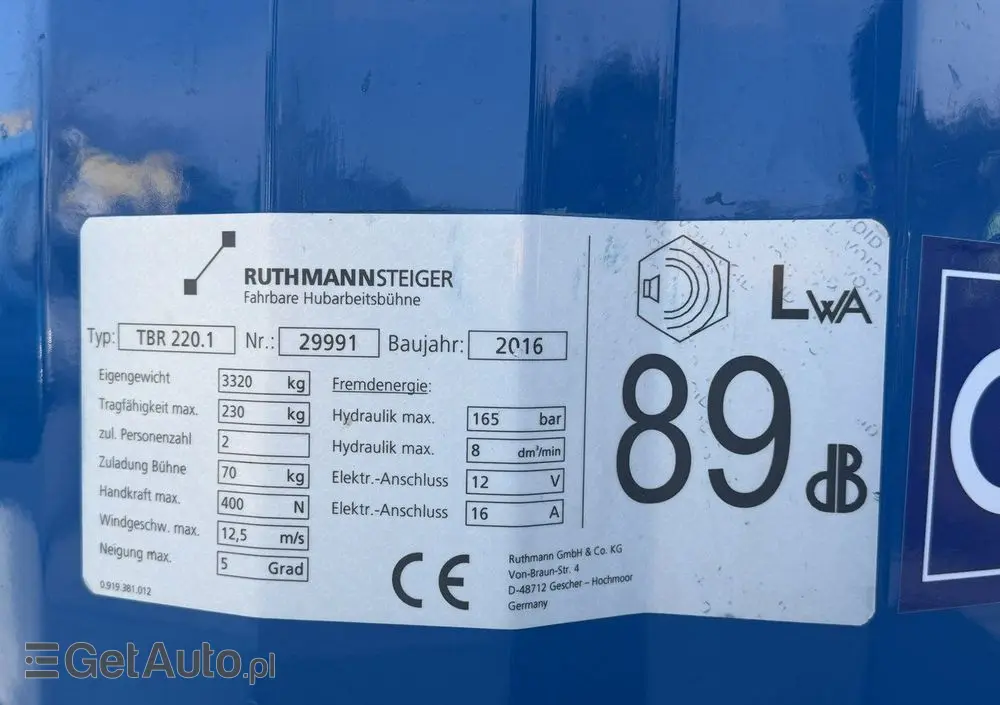 RUTHMANNSTEIGER
Fahrbare Hubarbeitsbühne
Typ: TBR 220.1 Nr.: 29991 Baujahr: 2016
Eigengewicht 3320 kg
Tragfähigkeit max. 230 kg
zul. Personenzahl 2
Zuladung Bühne 70 kg
Handkraft max. 400 N
Windgeschw. max. 12,5 m/s
Neigung max. 5 Grad
0.919.381.012
Fremdenergie:
Hydraulik max. 165 bar
Hydraulik max. 8 dm³/min
Elektr.-Anschluss 12 V
Elektr.-Anschluss 16 A
CE
Ruthmann GmbH & Co. KG
Von-Braun-Str. 4
D-48712 Gescher - Hochmoor
Germany
LWA
89 dB
GetAuto.pl